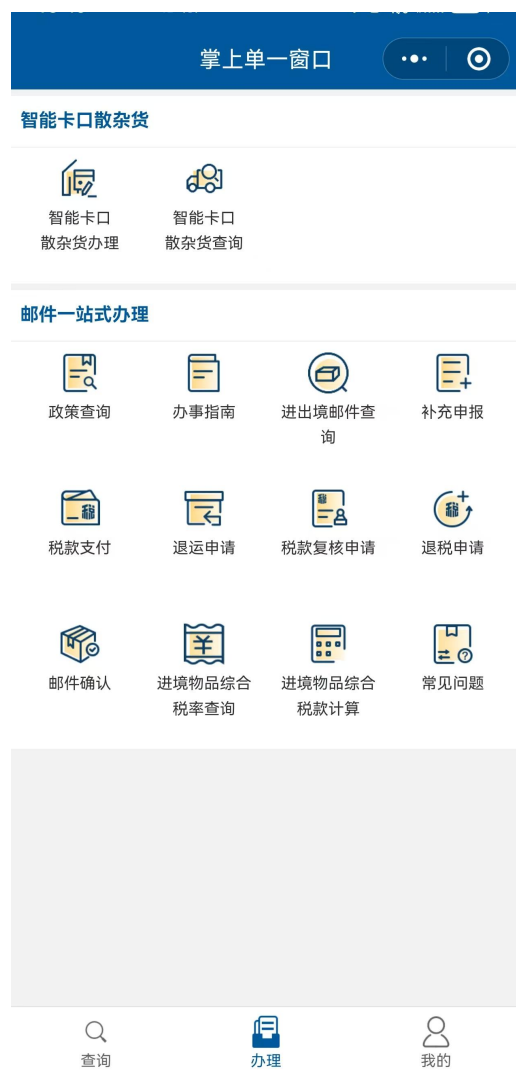 掌上单一窗口
智能卡口散杂货
智能卡口 智能卡口
散杂货办理 散杂货查询
邮件一站式办理
政策查询 办事指南 进出境邮件查 补充申报
询
税
税 税
税款支付 退运申请 税款复核申请 退税申请
邮件确认 进境物品综合 进境物品综合 常见问题
税率查询 税款计算
查询 办理 我的